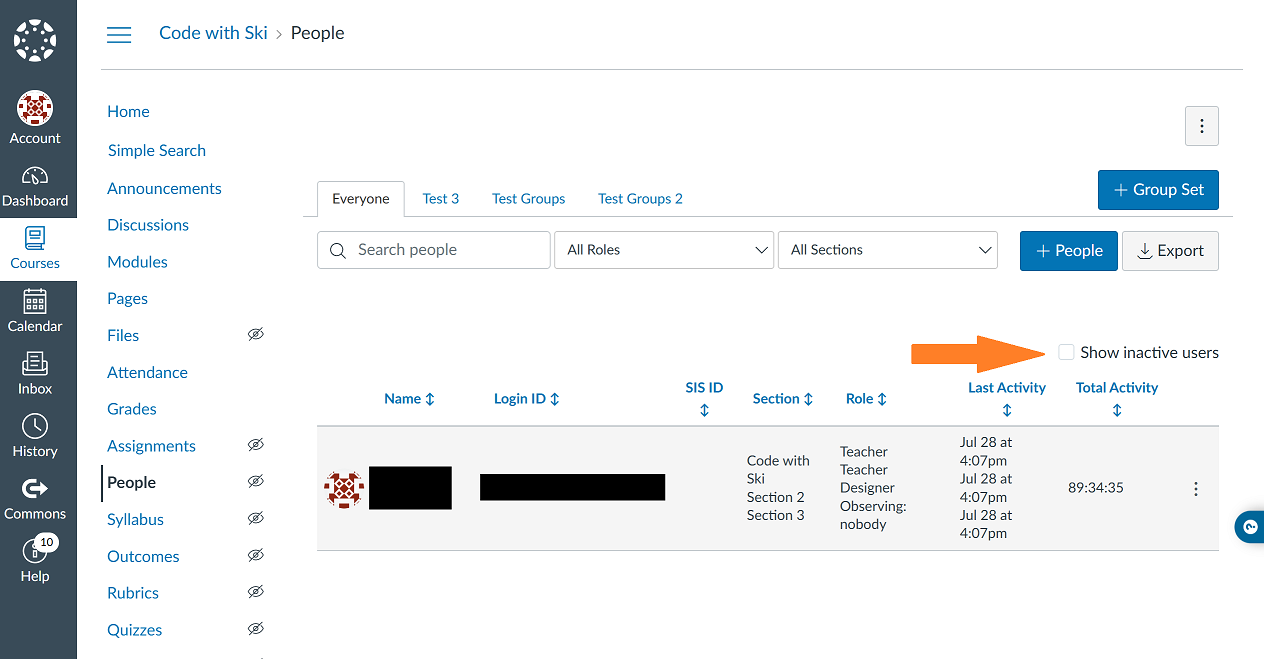 Code with Ski › People
Account
Dashboard
Courses
Calendar
Inbox
History
Commons
10
Help
Home
Simple Search
Announcements
Discussions
Modules
Pages
Files
Attendance
Grades
Assignments
People
Syllabus
Outcomes
Rubrics
Quizzes
+ Group Set
Everyone Test 3 Test Groups Test Groups 2
Search people All Roles All Sections + People Export
Show inactive users
Name Login ID SIS ID Section Role Last Activity Total Activity
Code with
Ski
Section 2
Section 3
Teacher
Teacher
Designer
Observing:
nobody
Jul 28 at
4:07pm
Jul 28 at
4:07pm
Jul 28 at
4:07pm
89:34:35